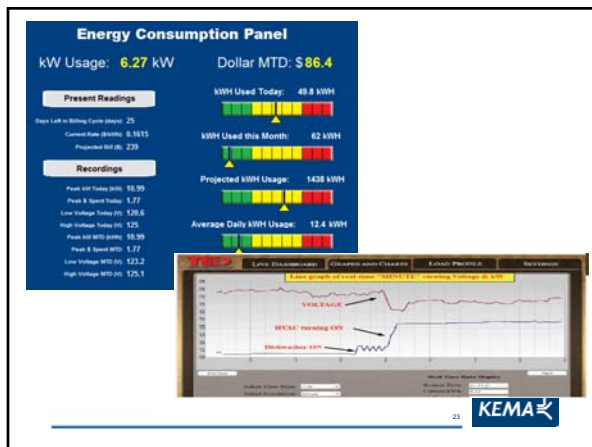 Energy Consumption Panel
kW Usage: 6.27 kW
Dollar MTD: $86.4
Present Readings
Days Left in Billing Cycle (days): 25
Current Rate ($/kWh): 0.1615
Projected Bill ($): 239
Recordings
Peak kW Today (kW): 10.99
Peak $ Spent Today: 1.77
Low Voltage Today (V): 120.6
High Voltage Today (V): 125
Peak kW MTD (kWh): 10.99
Peak $ Spent MTD: 1.77
Low Voltage MTD (V): 123.2
High Voltage MTD (V): 125.1
kWH Used Today: 49.8 kWH
kWH Used this Month: 62 kWH
Projected kWH Usage: 1438 kWH
Average Daily kWH Usage: 12.4 kWH
TED
LIVE DASHBOARD GRAPHS AND CHARTS LOAD PROFILE SETTINGS
Line graph of real-time "MINUTE" viewing Voltage & kW
VOLTAGE
HVAC turning ON
Dishwasher ON
Real Time Data Display
23
KEMA